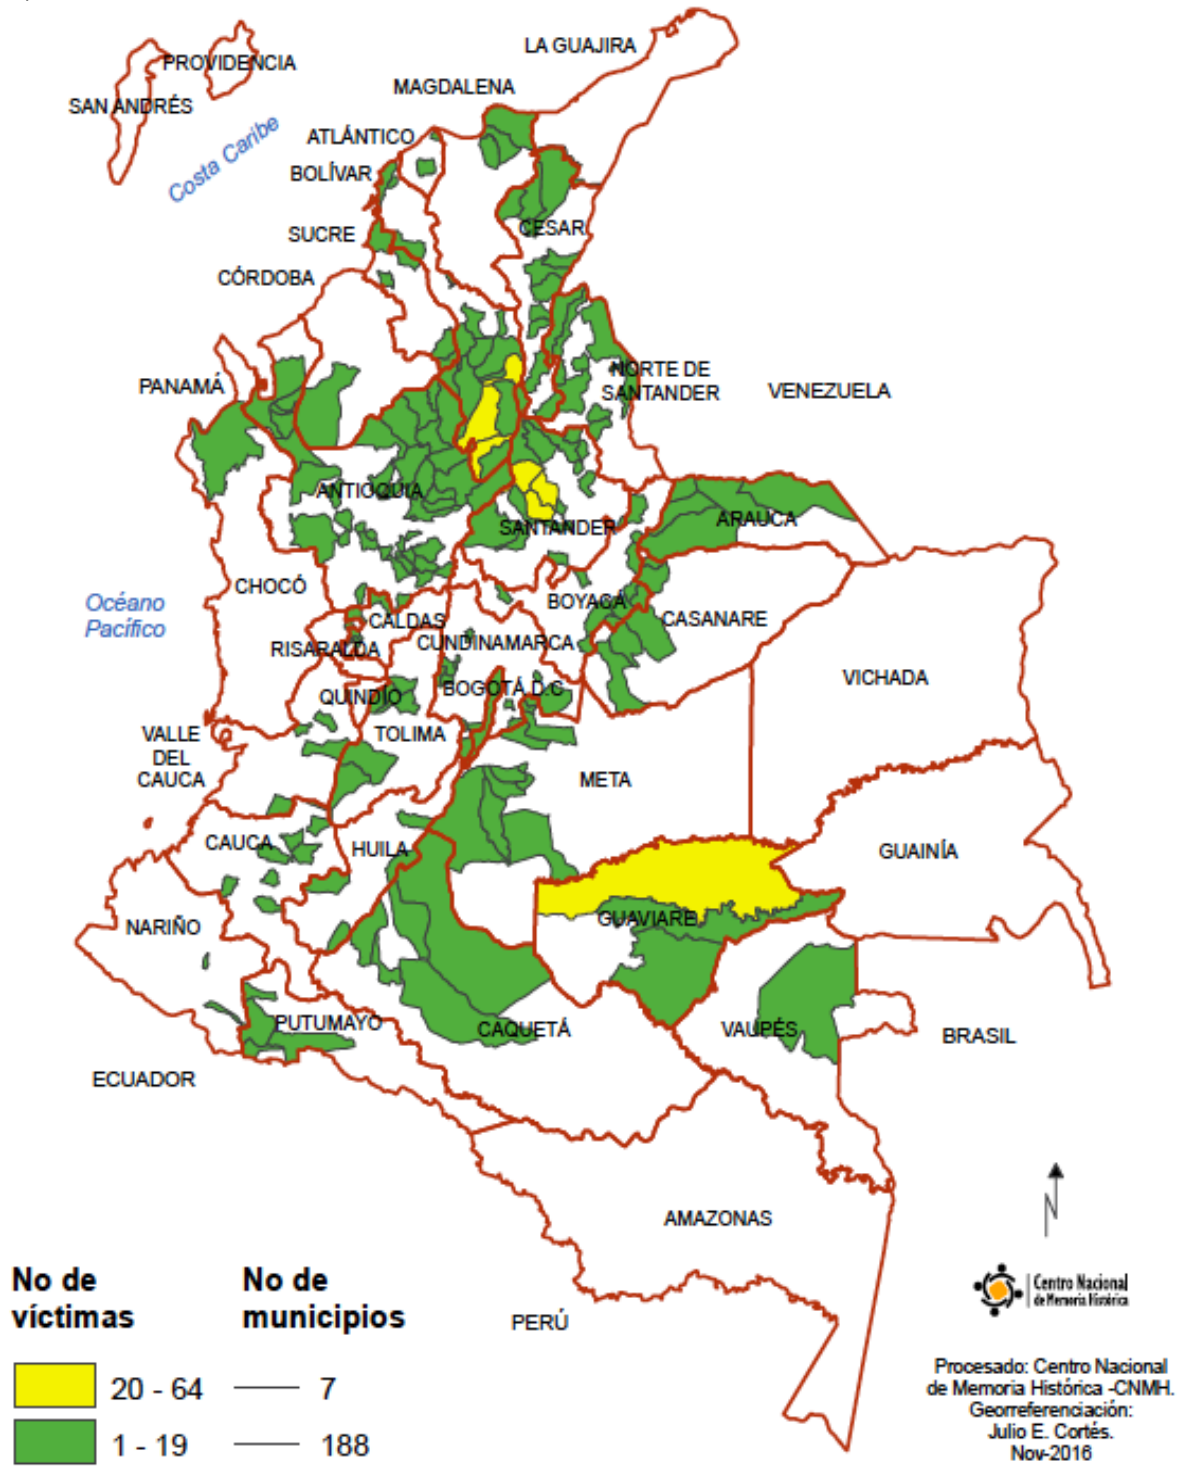 LA GUAJIRA
PROVIDENCIA
MAGDALENA
SAN ANDRÉS
ATLÁNTICO
Costa Caribe
BOLÍVAR
CESAR
SUCRE
CÓRDOBA
NORTE DE
SANTANDER
PANAMÁ
VENEZUELA
ANTIOQUIA
SANTANDER
ARAUCA
CHOCÓ
Océano
Pacífico
BOYACÁ
CASANARE
CALDAS
CUNDINAMARCA
RISARALDA
VICHADA
BOGOTÁ D.C
QUINDÍO
TOLIMA
VALLE
DEL
CAUCA
META
CAUCA
HUILA
GUAINÍA
NARIÑO
GUAVIARE
PUTUMAYO
CAQUETÁ
VAUPÉS
BRASIL
ECUADOR
AMAZONAS
PERÚ
No de
víctimas
No de
municipios
20 - 64
7
1 - 19
188
N
Centro Nacional
de Memoria Histórica
Procesado: Centro Nacional
de Memoria Histórica -CNMH.
Georreferenciación:
Julio E. Cortés.
Nov-2016